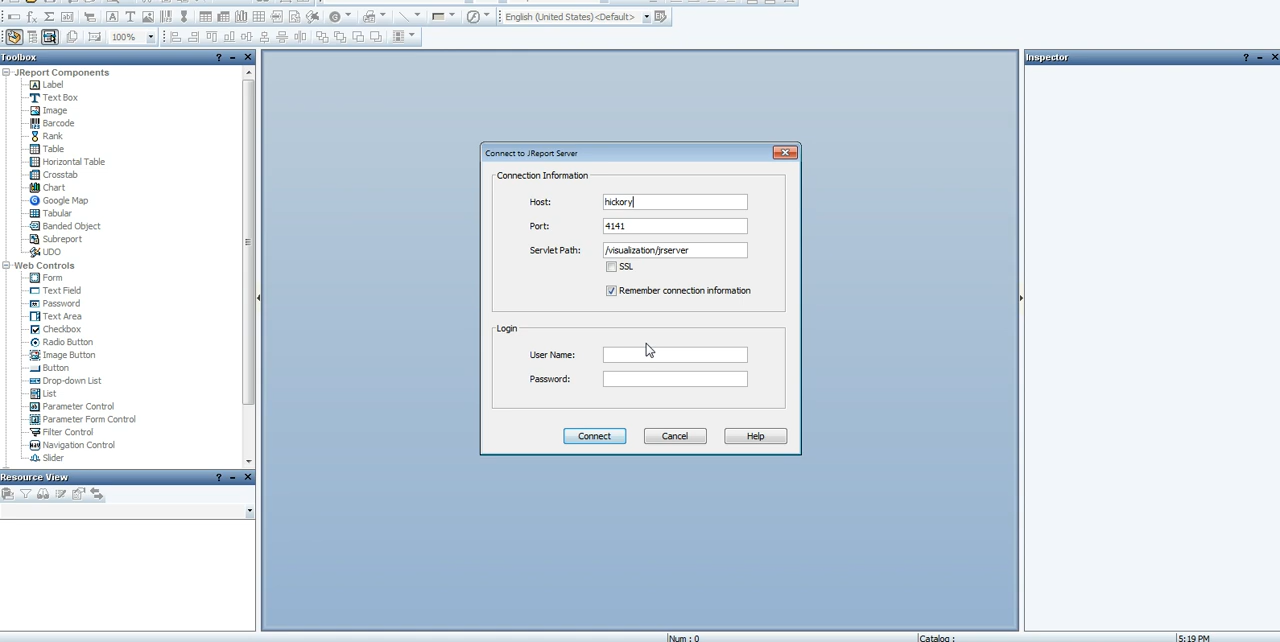 English (United States)<Default>
100%
Toolbox
JReport Components
Label
Text Box
Image
Barcode
Rank
Table
Horizontal Table
Crosstab
Chart
Google Map
Tabular
Banded Object
Subreport
UDO
Web Controls
Form
Text Field
Password
Text Area
Checkbox
Radio Button
Image Button
Button
Drop-down List
List
Parameter Control
Parameter Form Control
Filter Control
Navigation Control
Slider
Resource View
Connect to JReport Server
Connection Information
Host: hickory
Port: 4141
Servlet Path: /visualization/jrserver
SSL
Remember connection information
Login
User Name:
Password:
Connect Cancel Help
Inspector
Num : 0 Catalog : 5:19 PM